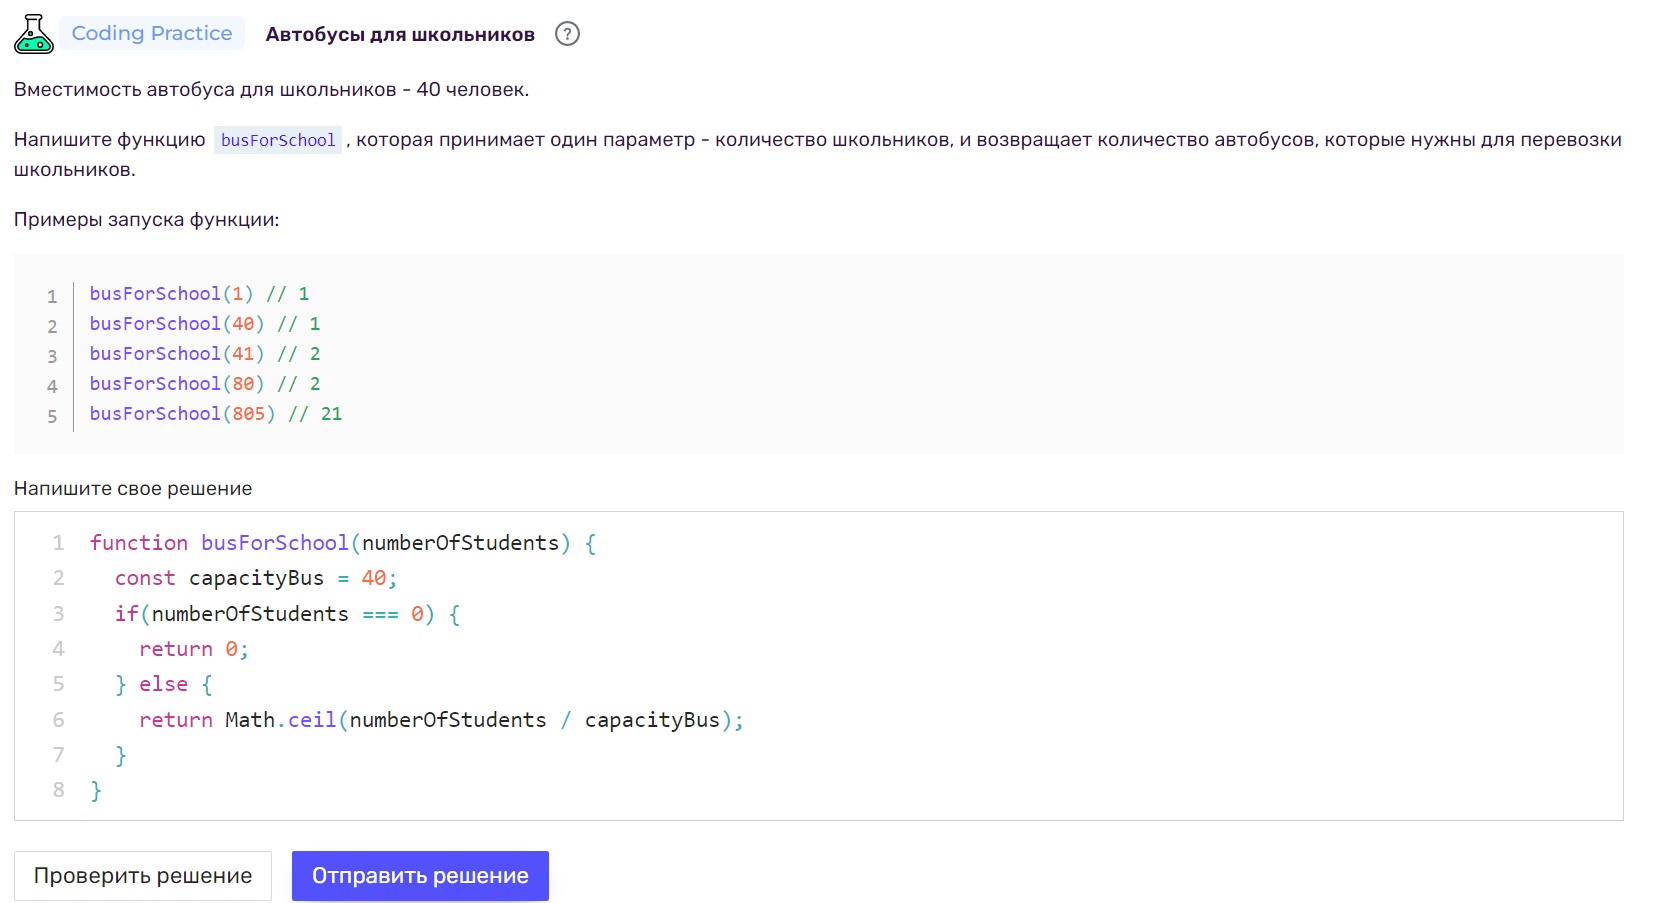 Coding Practice Автобусы для школьников ?
Вместимость автобуса для школьников - 40 человек.
Напишите функцию busForSchool , которая принимает один параметр - количество школьников, и возвращает количество автобусов, которые нужны для перевозки
школьников.
Примеры запуска функции:
1 busForSchool(1) // 1
2 busForSchool(40) // 1
3 busForSchool(41) // 2
4 busForSchool(80) // 2
5 busForSchool(805) // 21
Напишите свое решение
1 function busForSchool(numberOfStudents) {
2   const capacityBus = 40;
3   if(numberOfStudents === 0) {
4     return 0;
5   } else {
6     return Math.ceil(numberOfStudents / capacityBus);
7   }
8 }
Проверить решение Отправить решение